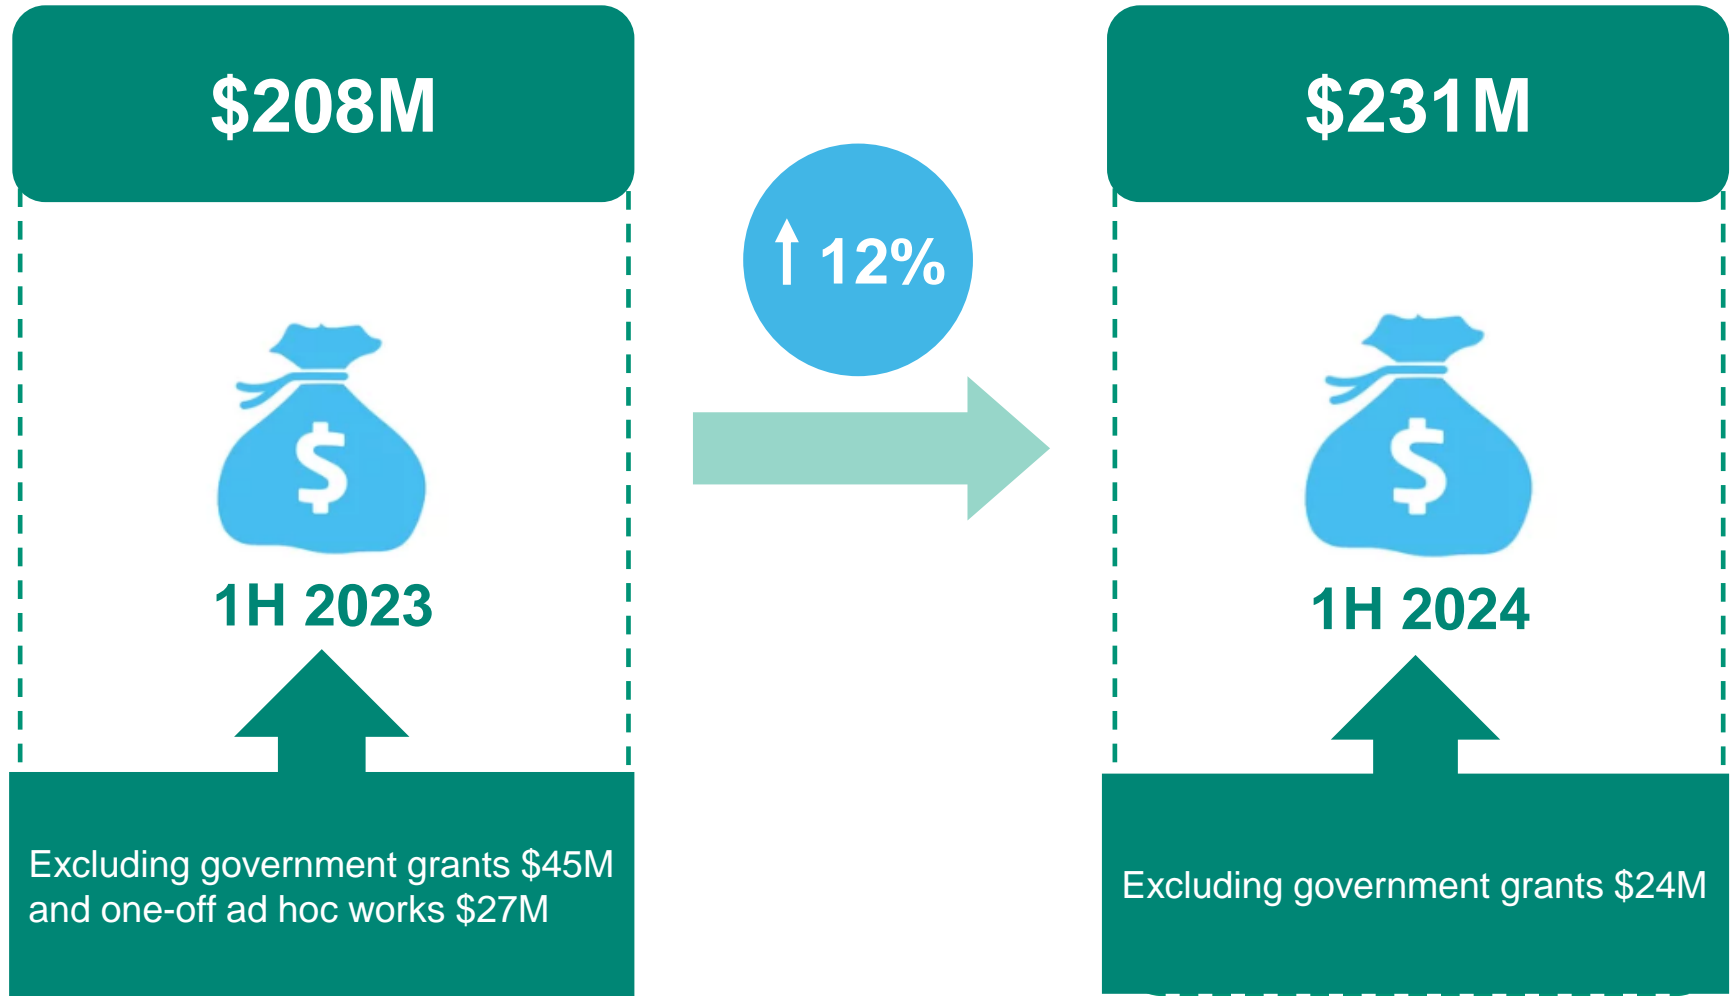 $208M
$
1H 2023
Excluding government grants $45M
and one-off ad hoc works $27M
12%
$231M
$
1H 2024
Excluding government grants $24M